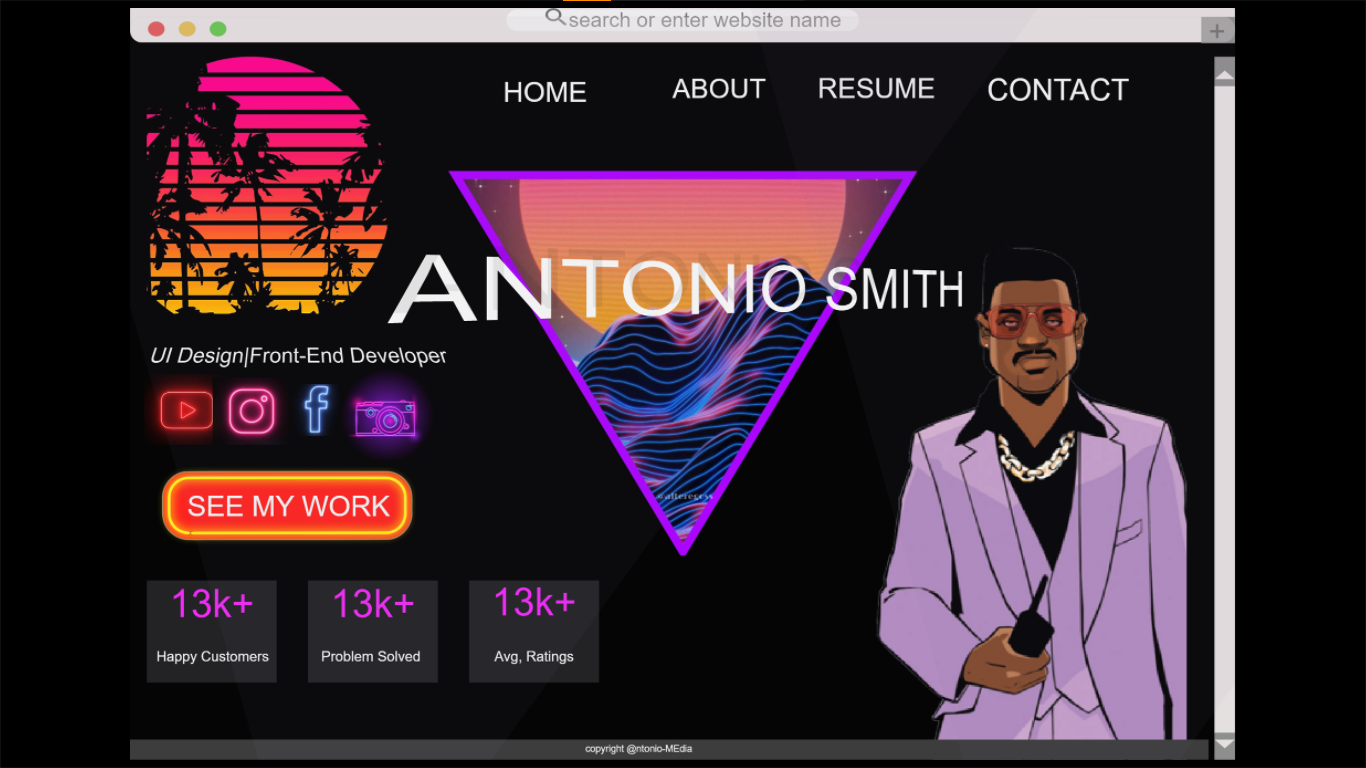 search or enter website name
+
HOME ABOUT RESUME CONTACT
ANTONIO SMITH
UI Design|Front-End Developer
SEE MY WORK
13k+ 13k+ 13k+
Happy Customers Problem Solved Avg, Ratings
copyright @ntonio-MEdia